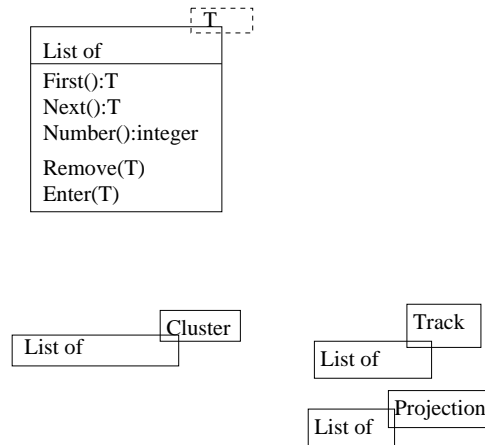 T
List of
First():T
Next():T
Number():integer
Remove(T)
Enter(T)
Cluster
List of
Track
List of
Projection
List of